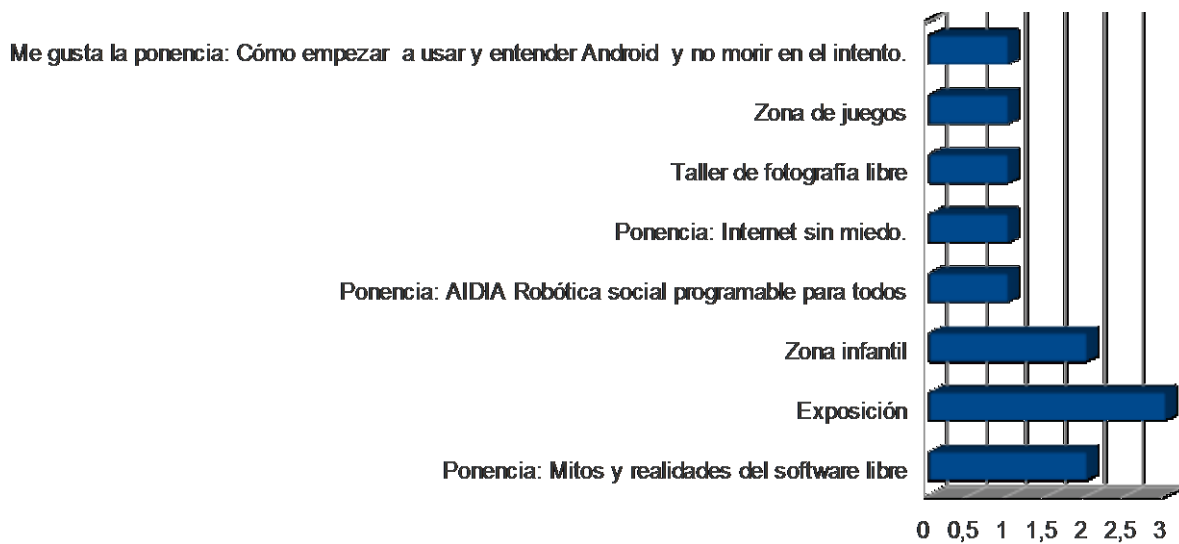 Me gusta la ponencia: Cómo empezar a usar y entender Android y no morir en el intento.
Zona de juegos
Taller de fotografía libre
Ponencia: Internet sin miedo.
Ponencia: AIDIA Robótica social programable para todos
Zona infantil
Exposición
Ponencia: Mitos y realidades del software libre
0 0,5 1 1,5 2 2,5 3